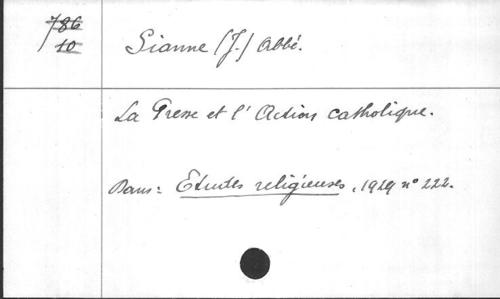 786
10
Sianne (J.) Abbé.
La Presse et l'Action catholique.
Dans: Etudes religieuses, 1929 n° 222.